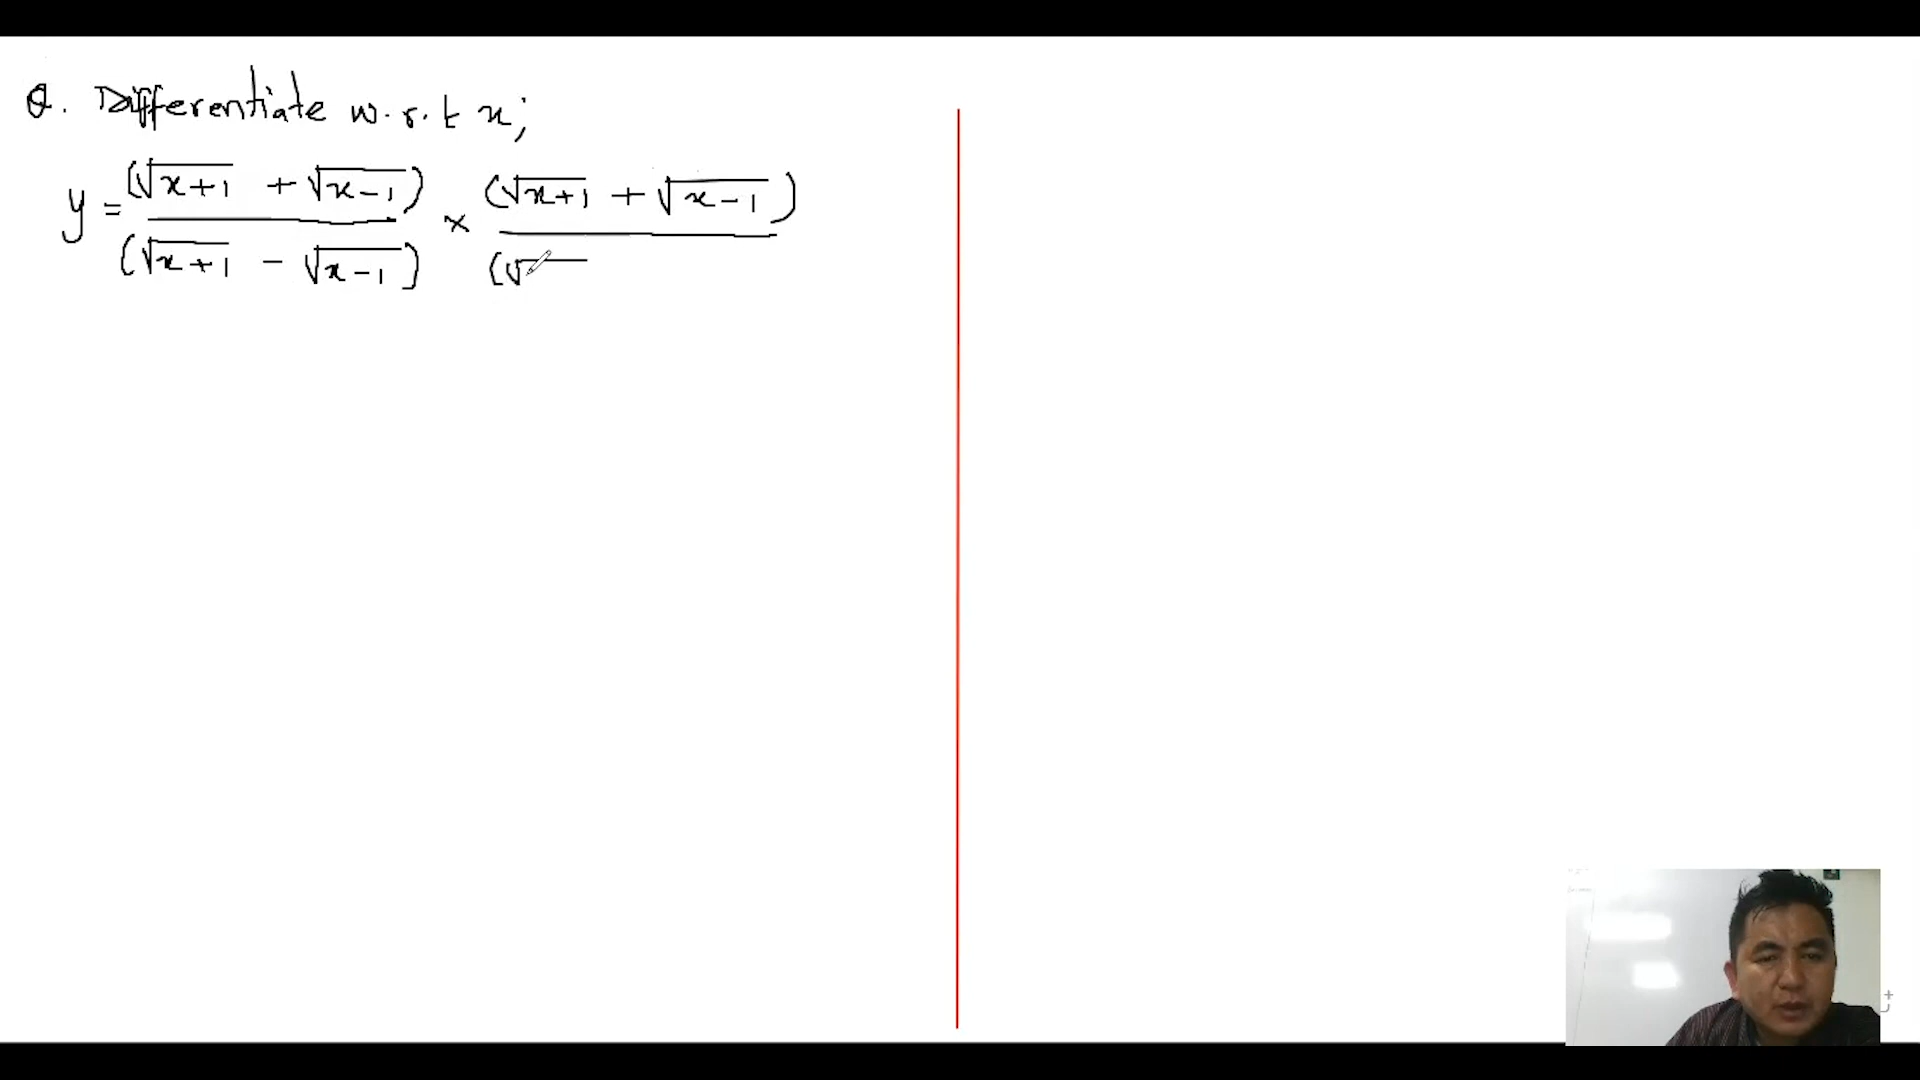 Q. Differentiate w.r.t x;
y = (√x+1 + √x-1) / (√x+1 - √x-1) × (√x+1 + √x-1) / (√